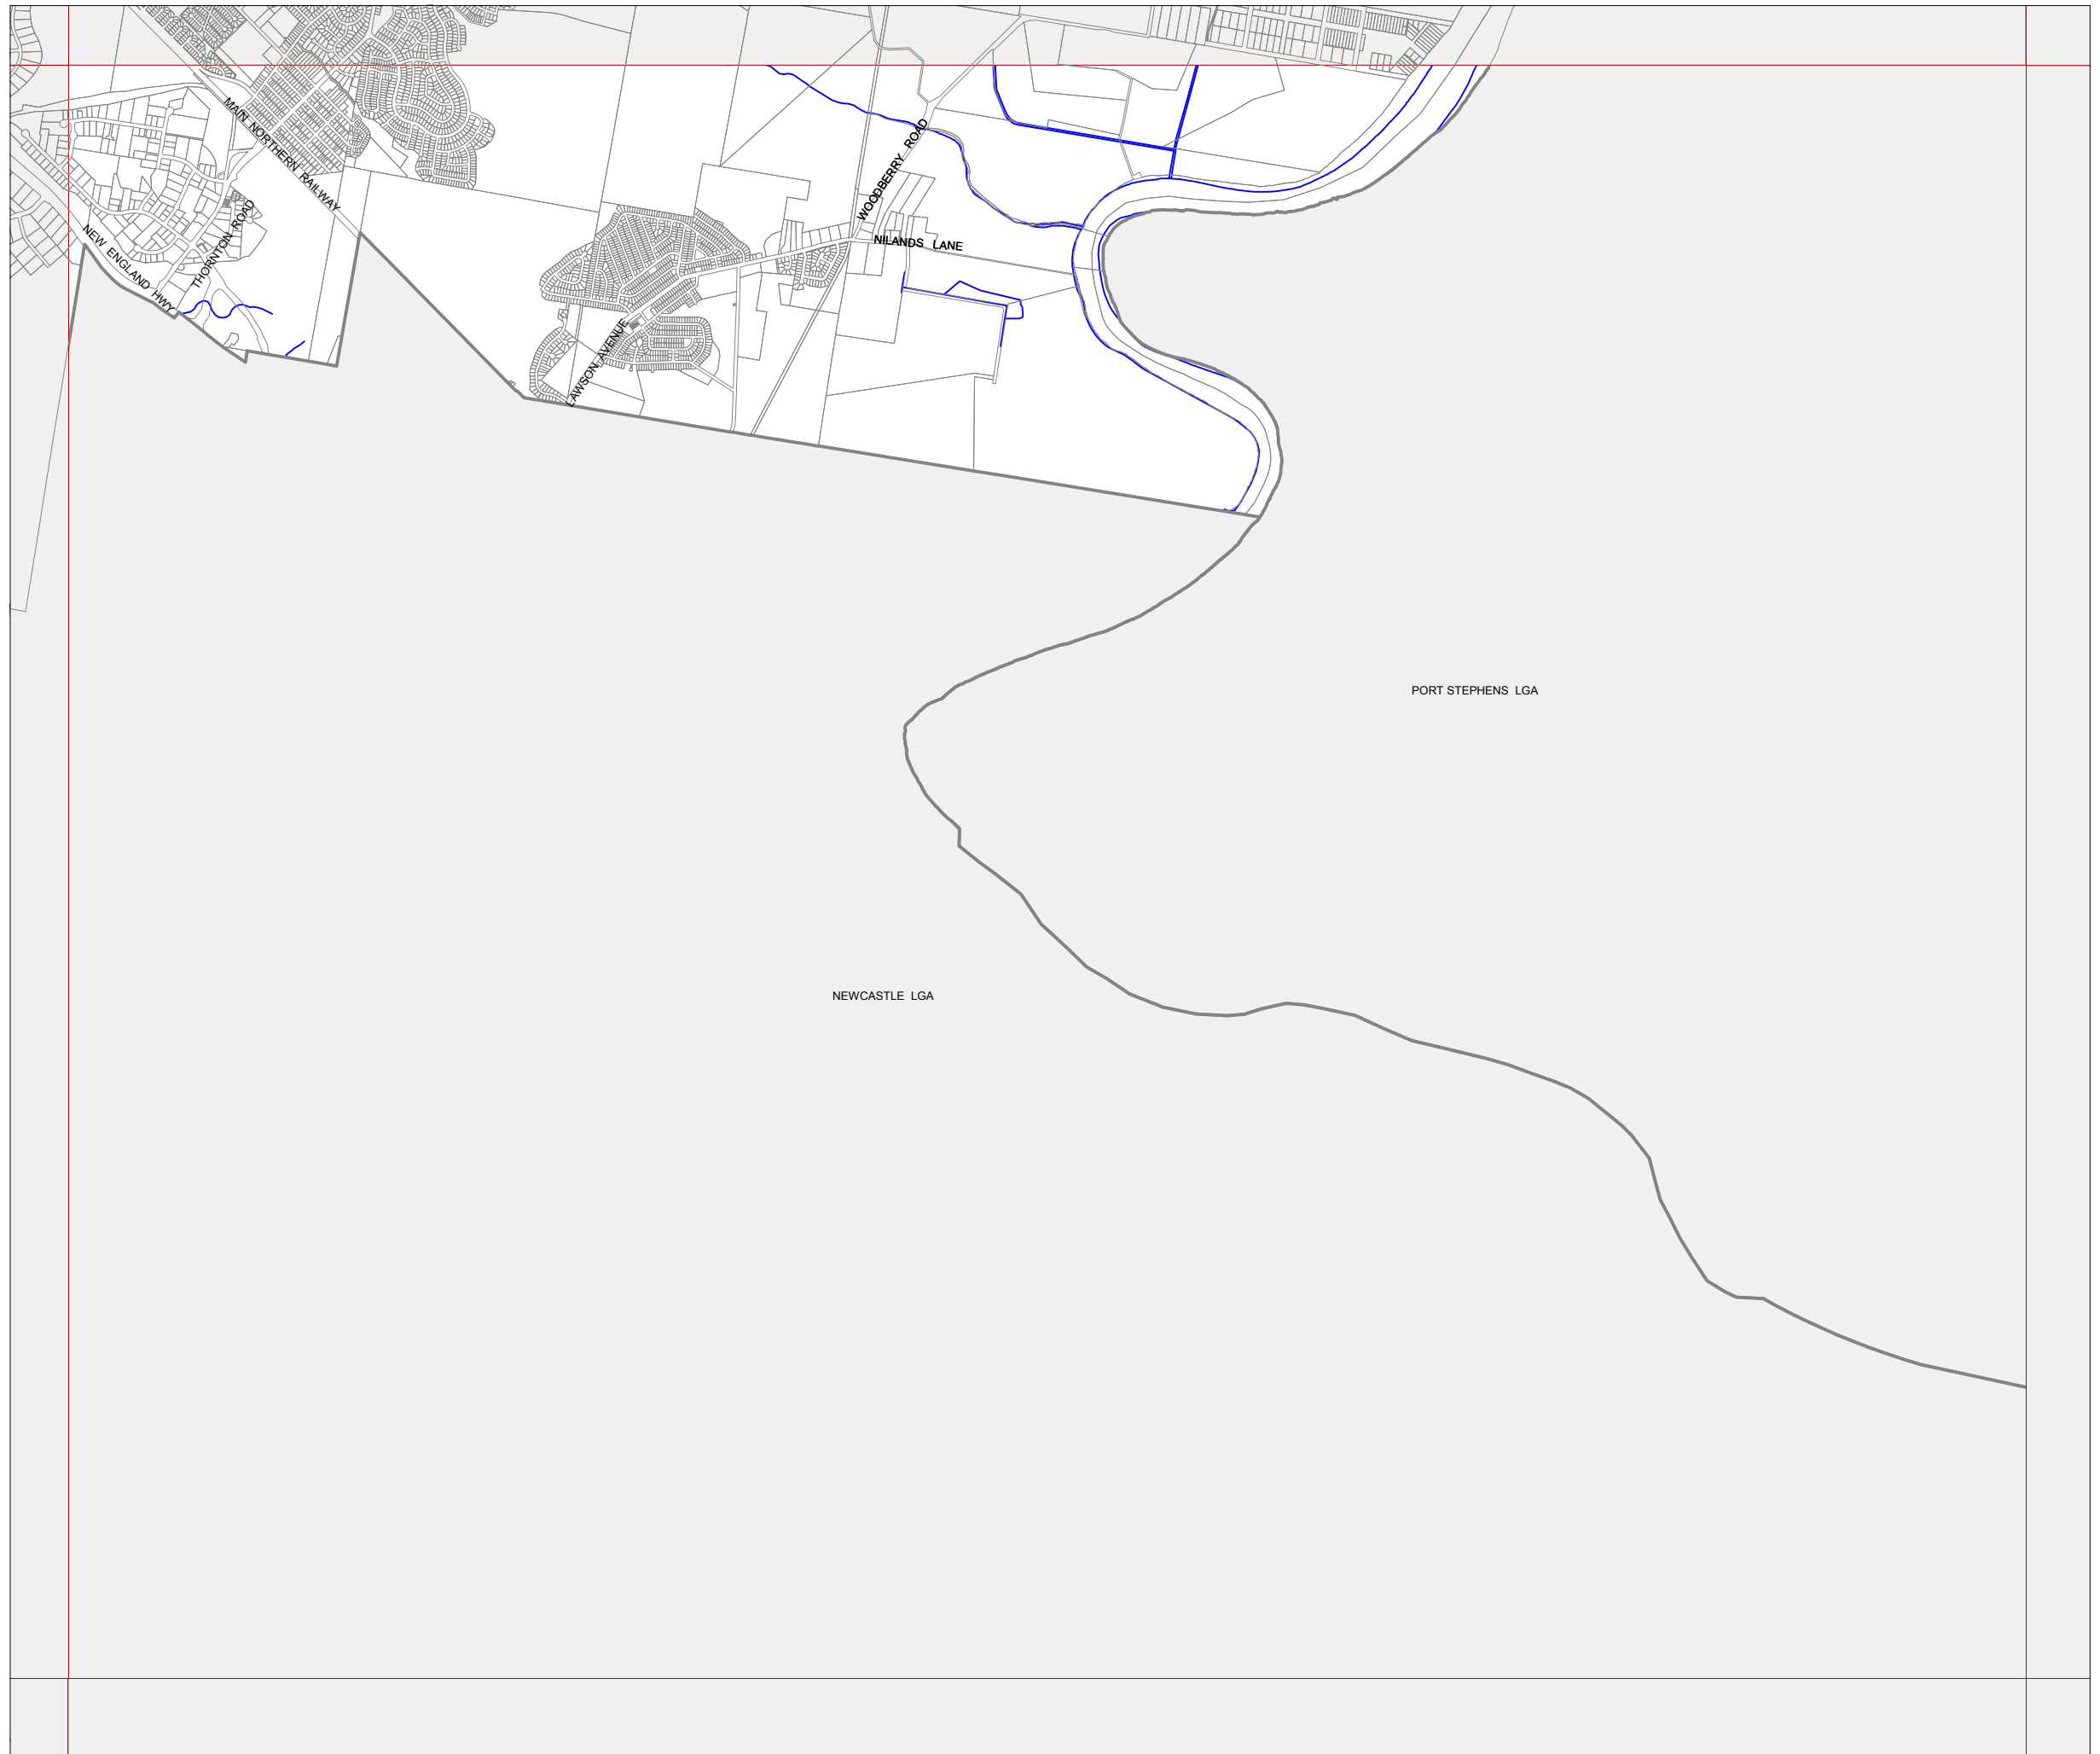 MAIN NORTHERN RAILWAY
WOODBERRY ROAD
THORNTON ROAD
NEW ENGLAND HWY
NILANDS LANE
LAWSON AVENUE
PORT STEPHENS LGA
NEWCASTLE LGA